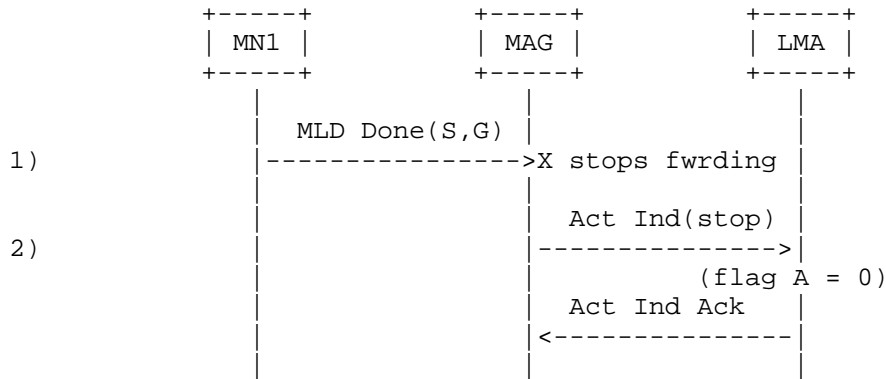 MN1 MAG LMA
MLD Done(S,G)
1) X stops fwrding
Act Ind(stop)
2)
(flag A = 0)
Act Ind Ack